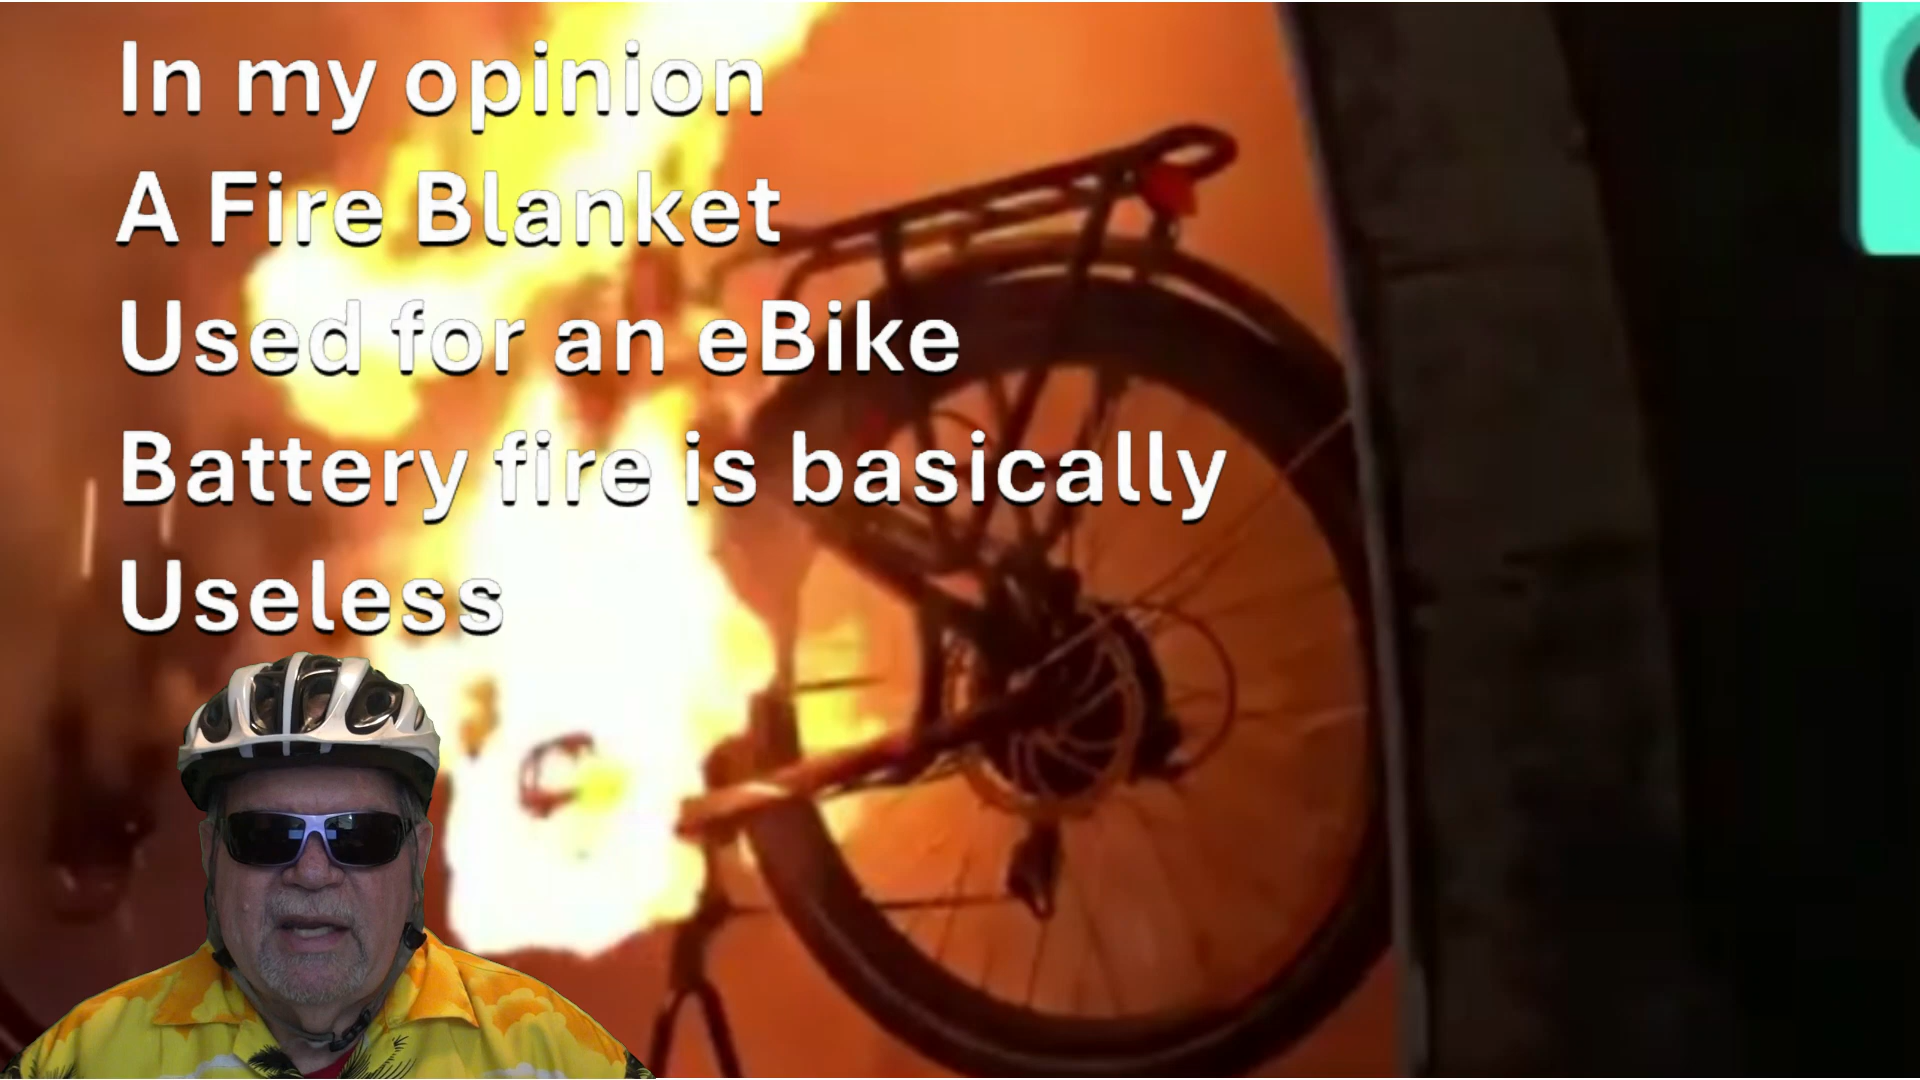 In my opinion
A Fire Blanket
Used for an eBike
Battery fire is basically
Useless